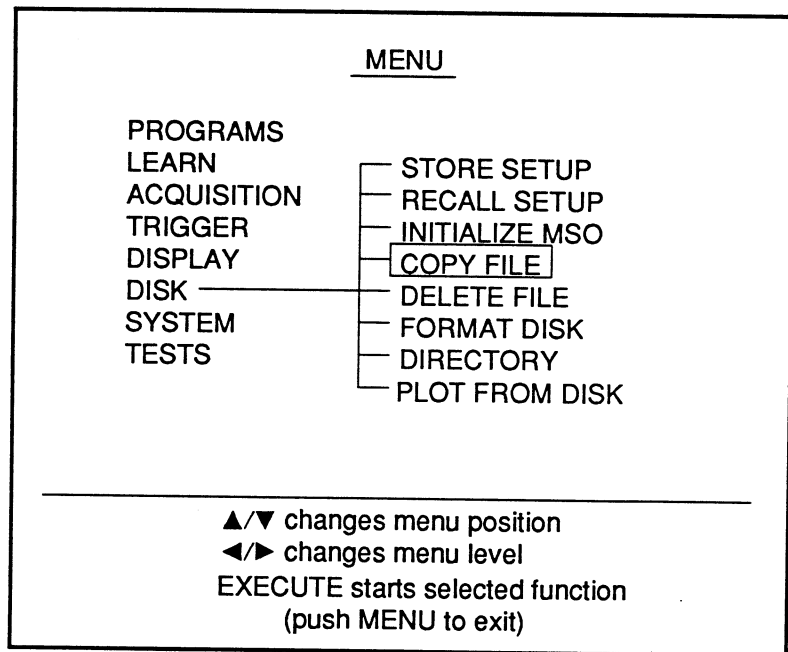 MENU
PROGRAMS
LEARN
ACQUISITION
TRIGGER
DISPLAY
DISK
SYSTEM
TESTS
STORE SETUP
RECALL SETUP
INITIALIZE MSO
COPY FILE
DELETE FILE
FORMAT DISK
DIRECTORY
PLOT FROM DISK
▲/▼ changes menu position
◄/► changes menu level
EXECUTE starts selected function
(push MENU to exit)